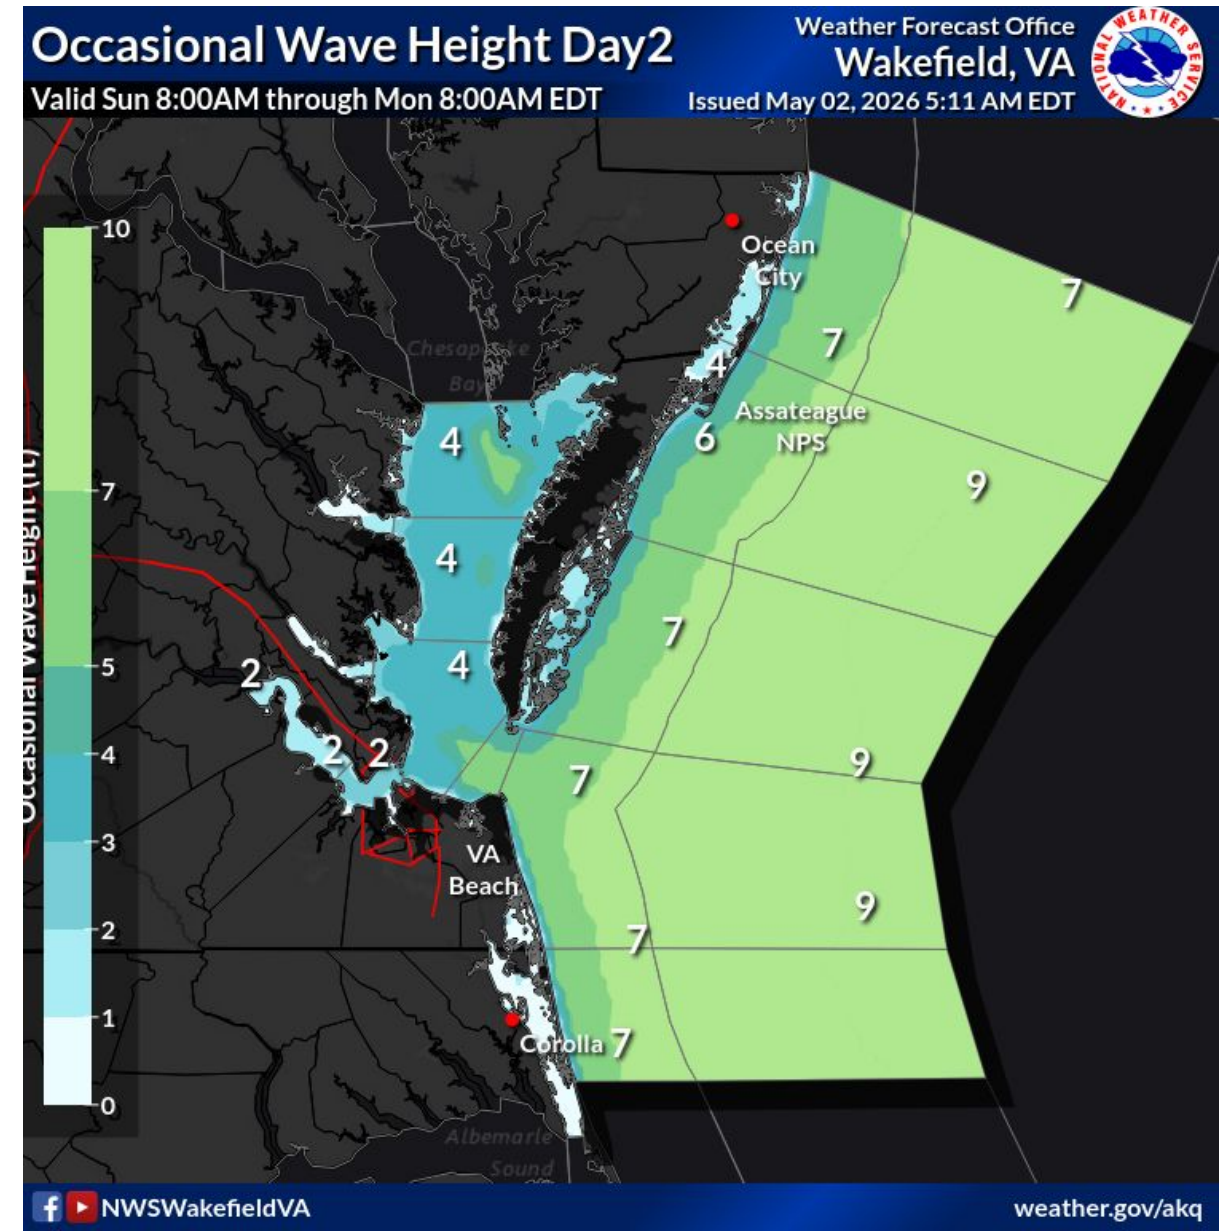 Occasional Wave Height Day2
Valid Sun 8:00AM through Mon 8:00AM EDT
Weather Forecast Office
Wakefield, VA
Issued May 02, 2026 5:11 AM EDT
NATIONAL WEATHER SERVICE
Occasional Wave Height (ft)
10
7
5
4
3
2
1
0
Ocean
City
7
7
Chesapeake
Bay
4
4
Assateague
NPS
6
9
4
7
4
2
2
2
7
9
VA
Beach
9
7
Corolla
7
Albemarle
Sound
NWSWakefieldVA
weather.gov/akq